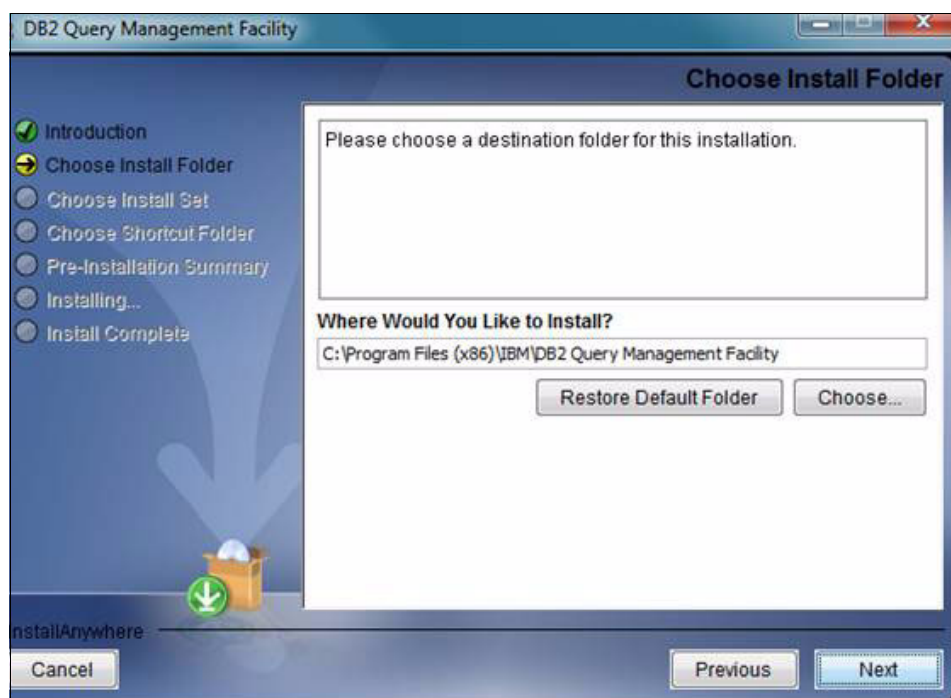 DB2 Query Management Facility
Choose Install Folder
Introduction
Choose Install Folder
Choose Install Set
Choose Shortcut Folder
Pre-Installation Summary
Installing...
Install Complete
Please choose a destination folder for this installation.
Where Would You Like to Install?
C:\Program Files (x86)\IBM\DB2 Query Management Facility
Restore Default Folder
Choose...
nstallAnywhere
Cancel
Previous
Next